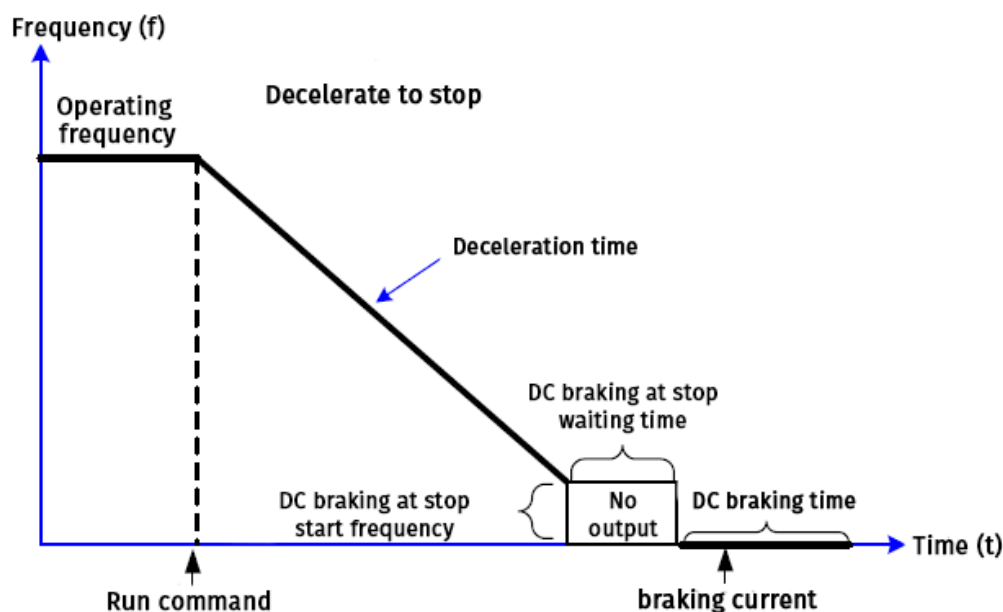 Frequency (f)
Decelerate to stop
Operating
frequency
Deceleration time
DC braking at stop
waiting time
DC braking at stop
start frequency
No
output
DC braking time
Time (t)
Run command
braking current